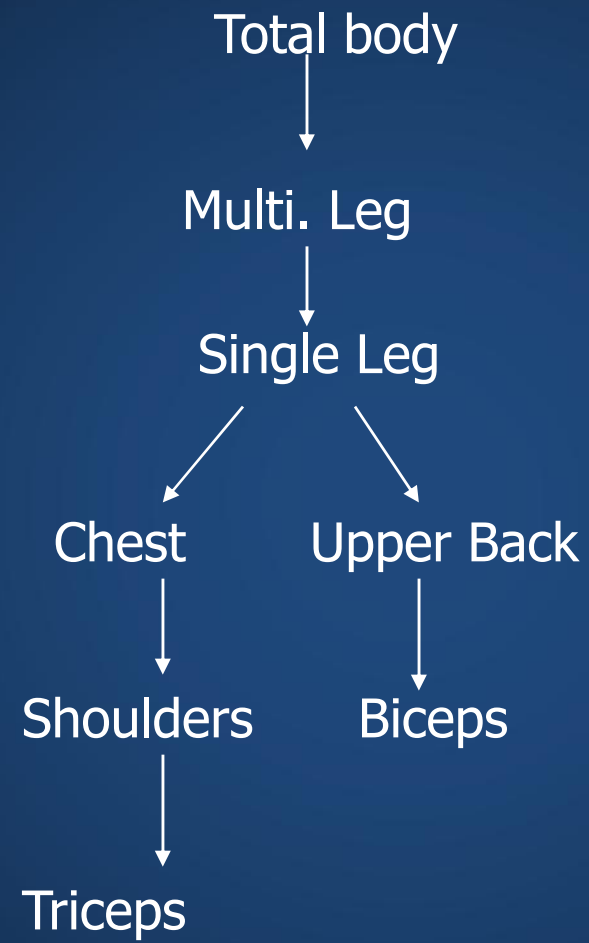 Total body
Multi. Leg
Single Leg
Chest
Upper Back
Shoulders
Biceps
Triceps